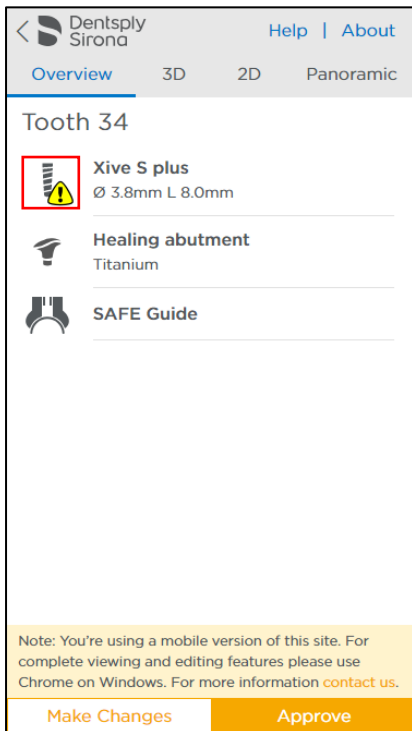 Dentsply
Sirona
Help | About
Overview 3D 2D Panoramic
Tooth 34
Xive S plus
Ø 3.8mm L 8.0mm
Healing abutment
Titanium
SAFE Guide
Note: You're using a mobile version of this site. For
complete viewing and editing features please use
Chrome on Windows. For more information contact us.
Make Changes Approve